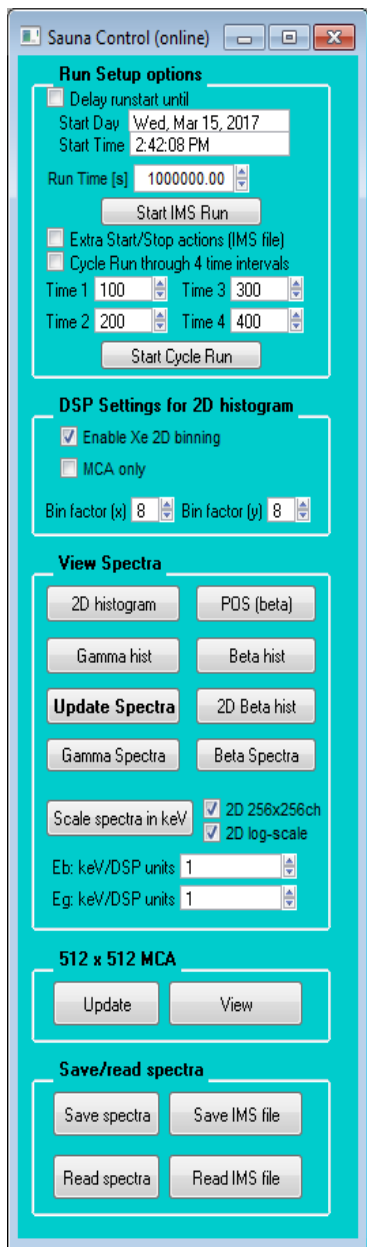 Sauna Control (online)
Run Setup options
Delay runstart until
Start Day Wed, Mar 15, 2017
Start Time 2:42:08 PM
Run Time [s] 1000000.00
Start IMS Run
Extra Start/Stop actions (IMS file)
Cycle Run through 4 time intervals
Time 1 100 Time 3 300
Time 2 200 Time 4 400
Start Cycle Run
DSP Settings for 2D histogram
Enable Xe 2D binning
MCA only
Bin factor (x) 8 Bin factor (y) 8
View Spectra
2D histogram POS (beta)
Gamma hist Beta hist
Update Spectra 2D Beta hist
Gamma Spectra Beta Spectra
Scale spectra in keV 2D 256x256ch
2D log-scale
Eb: keV/DSP units 1
Eg: keV/DSP units 1
512 x 512 MCA
Update View
Save/read spectra
Save spectra Save IMS file
Read spectra Read IMS file